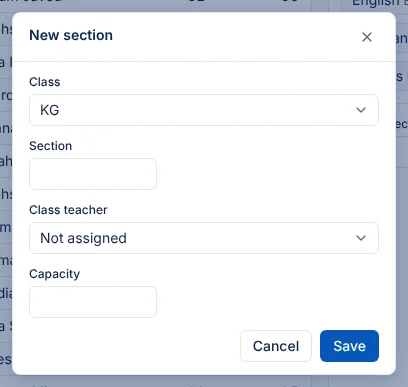 New section
Class
KG
Section
Class teacher
Not assigned
Capacity
Cancel
Save